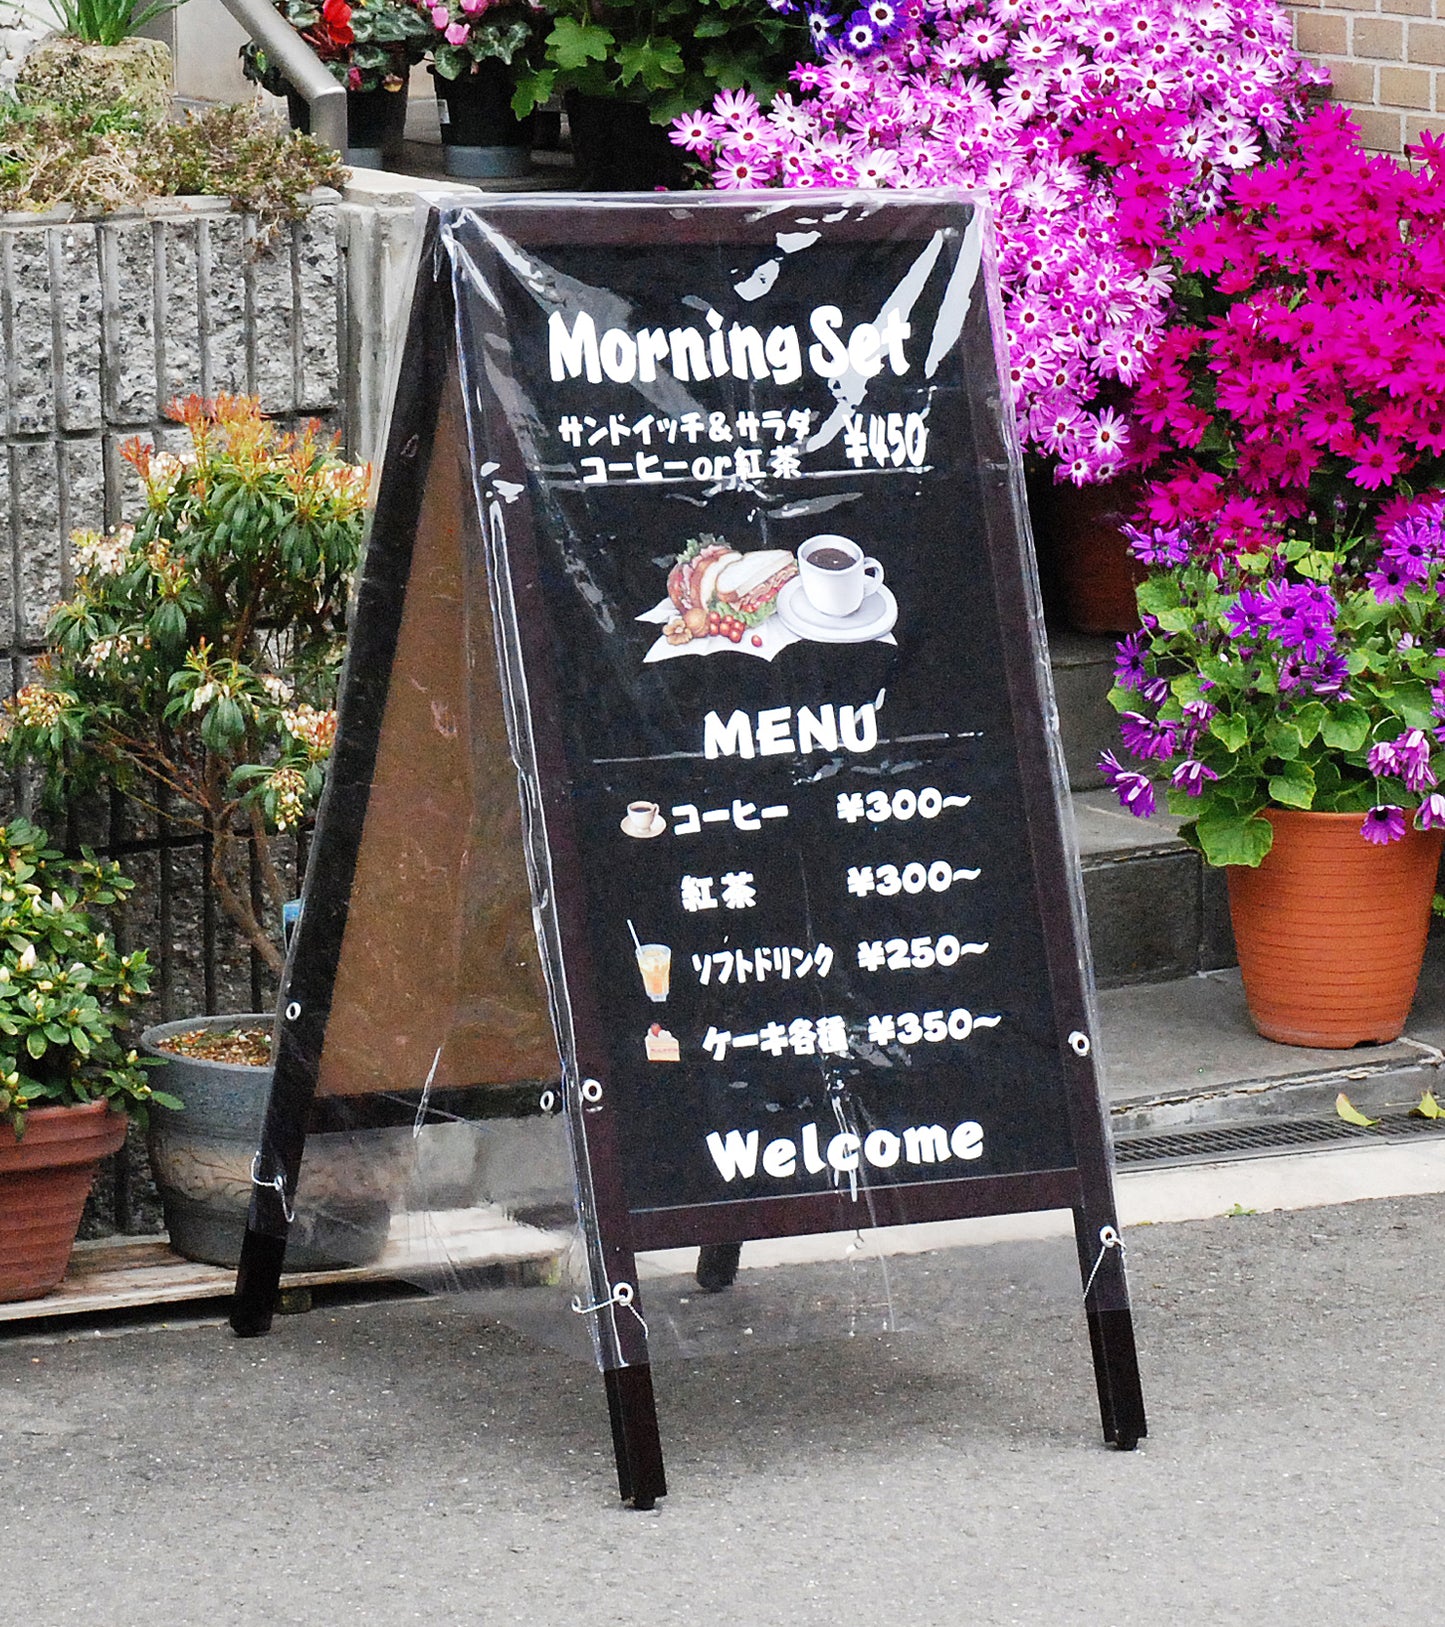 Morning Set
サンドイッチ&サラダ ¥450
コーヒーor紅茶
MENU
コーヒー ¥300~
紅茶 ¥300~
ソフトドリンク ¥250~
ケーキ各種 ¥350~
Welcome